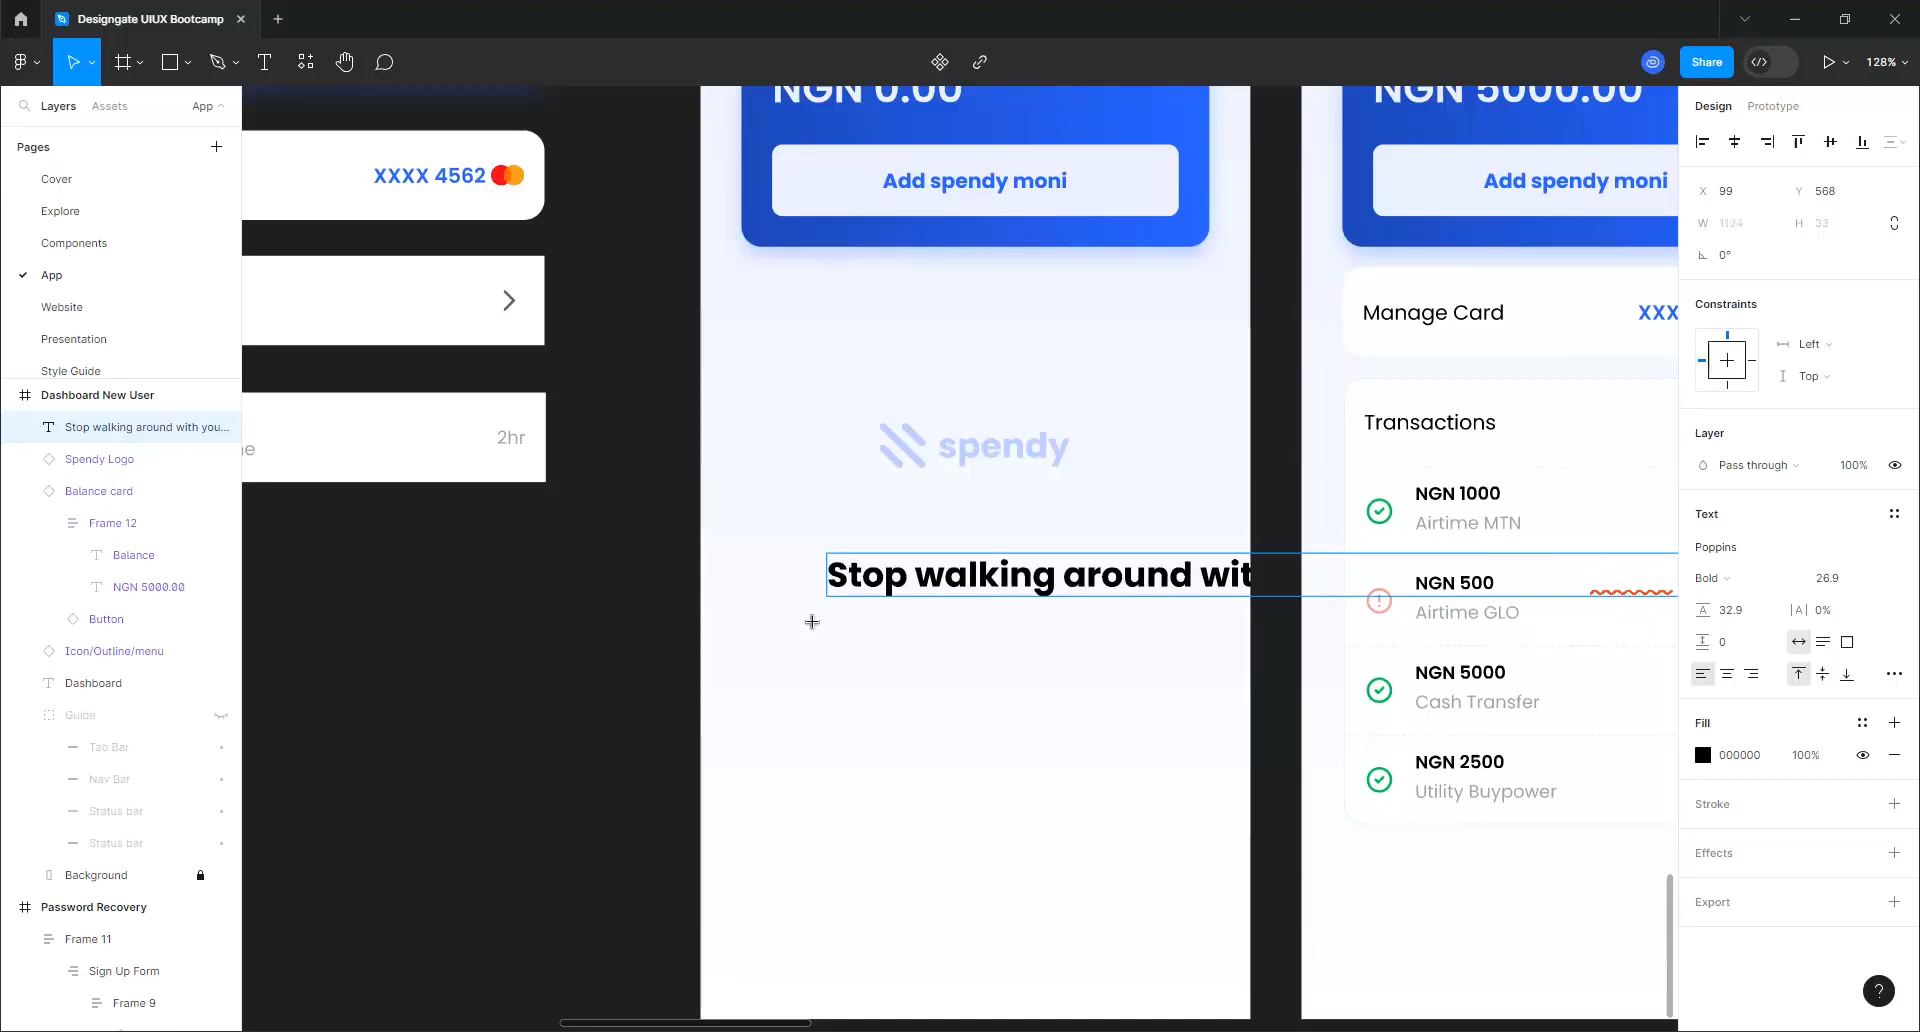 Designgate UIUX Bootcamp
Share
128%
Layers
Assets
App
Pages
Cover
Explore
Components
App
Website
Presentation
Style Guide
Dashboard New User
Stop walking around with you...
Spendy Logo
Balance card
Frame 12
Balance
NGN 5000.00
Button
Icon/Outline/menu
Dashboard
Guide
Tab Bar
Nav Bar
Status bar
Status bar
Background
Password Recovery
Frame 11
Sign Up Form
Frame 9
XXXX 4562
2hr
NGN 0.00
Add spendy moni
spendy
Stop walking around wit
NGN 5000.00
Add spendy moni
Manage Card
XXX
Transactions
NGN 1000
Airtime MTN
NGN 500
Airtime GLO
NGN 5000
Cash Transfer
NGN 2500
Utility Buypower
Design
Prototype
X 99
Y 568
W
H 33
0°
Constraints
Left
Top
Layer
Pass through
100%
Text
Poppins
Bold
26.9
A 32.9
|A| 0%
0
Fill
000000
100%
Stroke
Effects
Export
?